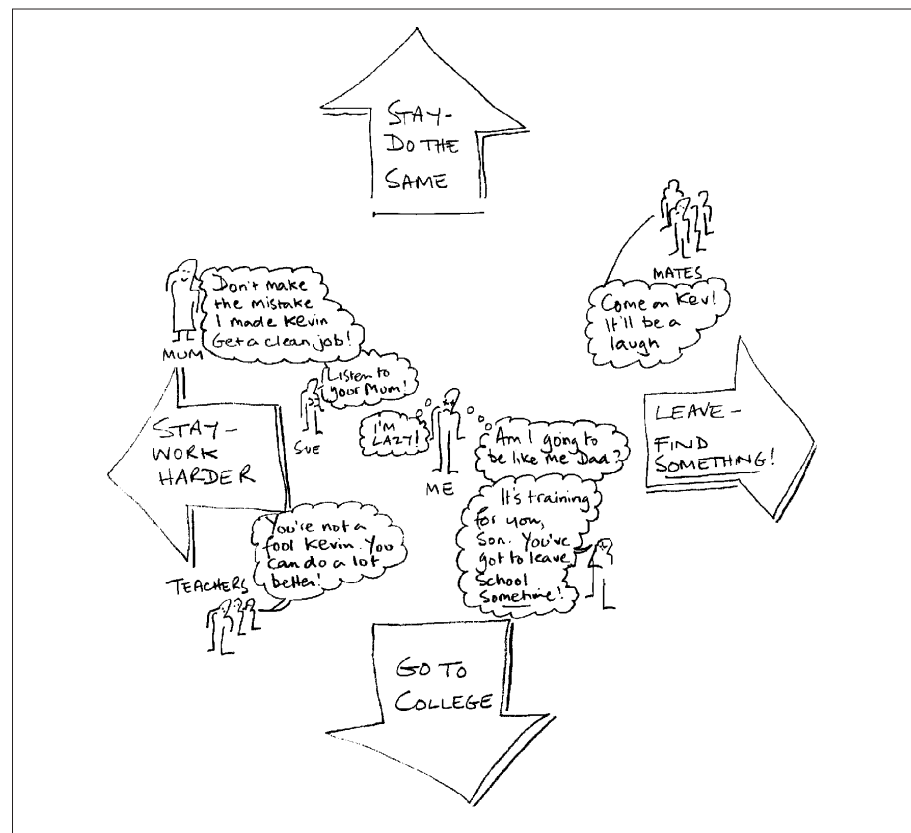 STAY-
DO THE
SAME
MATES
Come on Kev!
It'll be a
laugh
Don't make
the mistake
I made Kevin
Get a clean job!
MUM
Listen to
your Mum!
SUE
I'm
LAZY!
ME
Am I going to
be like me Dad?
STAY-
WORK
HARDER
LEAVE-
FIND
SOMETHING!
It's training
for you,
Son. You've
got to leave
School
Sometime!
You're not a
fool Kevin. You
can do a lot
better!
TEACHERS
GO TO
COLLEGE